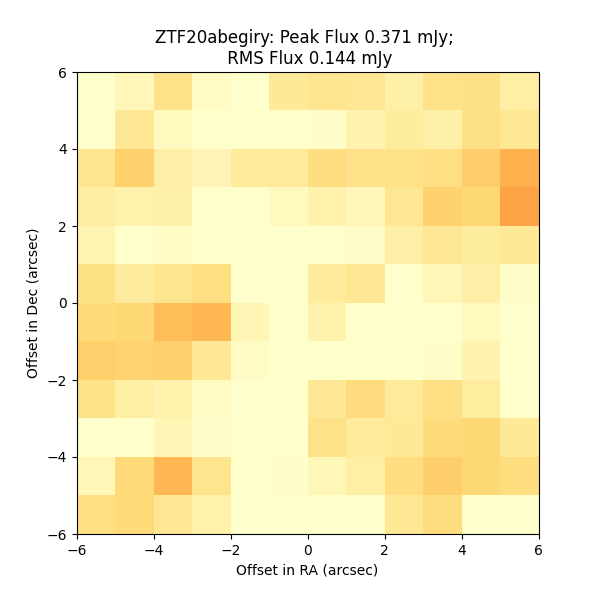 ZTF20abegiry: Peak Flux 0.371 mJy;
RMS Flux 0.144 mJy
6
4
2
0
−2
−4
−6
Offset in Dec (arcsec)
−6 −4 −2 0 2 4 6
Offset in RA (arcsec)